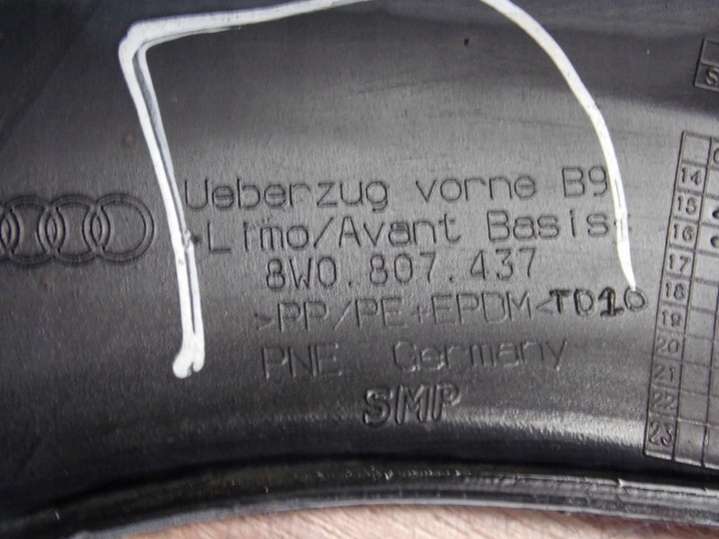 Ueberzug vorne B9
Limo/Avant Basis
8W0.807.437
>PP/PE+EPDM<TD10
PNE Germany
SMP
14
15
16
17
18
19
20
21
22
23